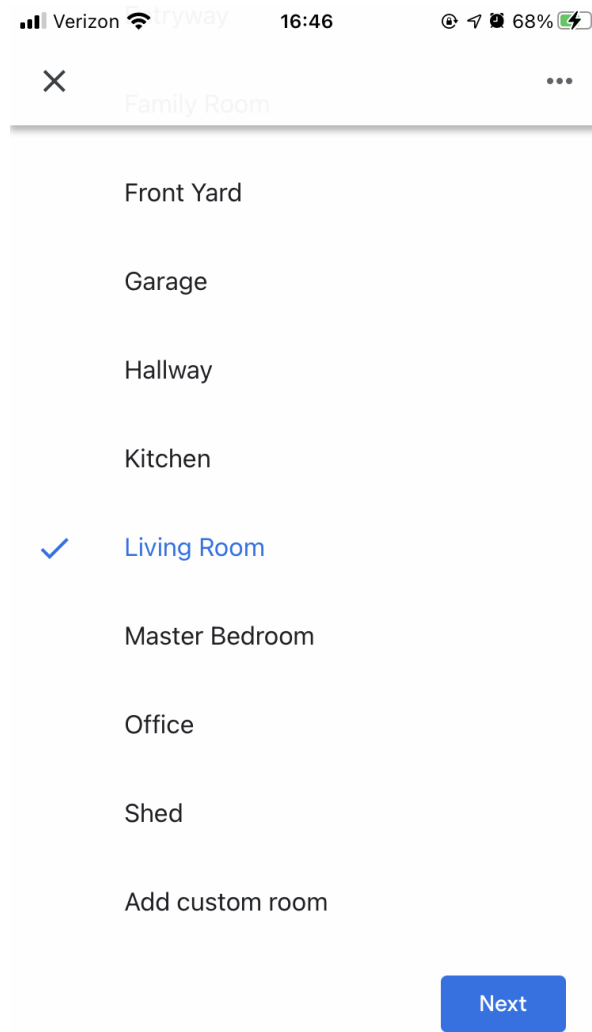 Verizon 16:46 68%
Entryway
Family Room
Front Yard
Garage
Hallway
Kitchen
Living Room
Master Bedroom
Office
Shed
Add custom room
Next